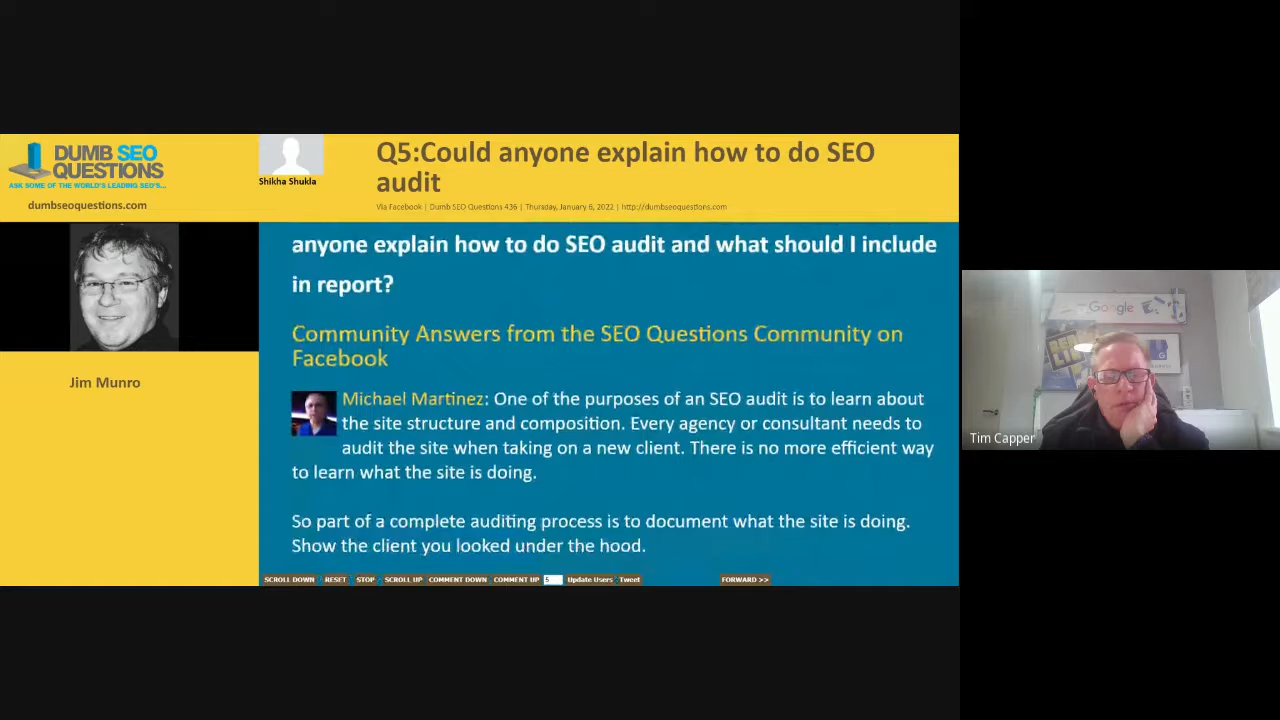 DUMB SEO
QUESTIONS
ASK SOME OF THE WORLD'S LEADING SEO'S...
dumbseoquestions.com
Shikha Shukla
Q5:Could anyone explain how to do SEO
audit
Via Facebook | Dumb SEO Questions 436 | Thursday, January 6, 2022 | http://dumbseoquestions.com
Jim Munro
anyone explain how to do SEO audit and what should I include
in report?
Community Answers from the SEO Questions Community on
Facebook
Michael Martinez: One of the purposes of an SEO audit is to learn about
the site structure and composition. Every agency or consultant needs to
audit the site when taking on a new client. There is no more efficient way
to learn what the site is doing.
So part of a complete auditing process is to document what the site is doing.
Show the client you looked under the hood.
SCROLL DOWN RESET STOP SCROLL UP COMMENT DOWN COMMENT UP 5 Update Users Tweet FORWARD >>
Google
Tim Capper